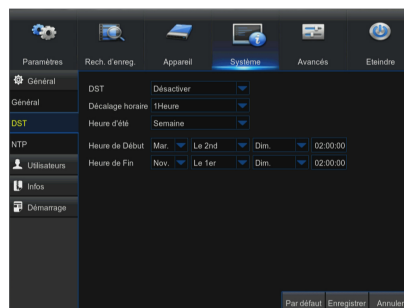 Paramètres Rech. d'enreg. Appareil Système Avancés Eteindre
Général
Général
DST
NTP
Utilisateurs
Infos
Démarrage
DST Désactiver
Décalage horaire 1Heure
Heure d'été Semaine
Heure de Début Mar. Le 2nd Dim. 02:00:00
Heure de Fin Nov. Le 1er Dim. 02:00:00
Par défaut Enregistrer Annuler